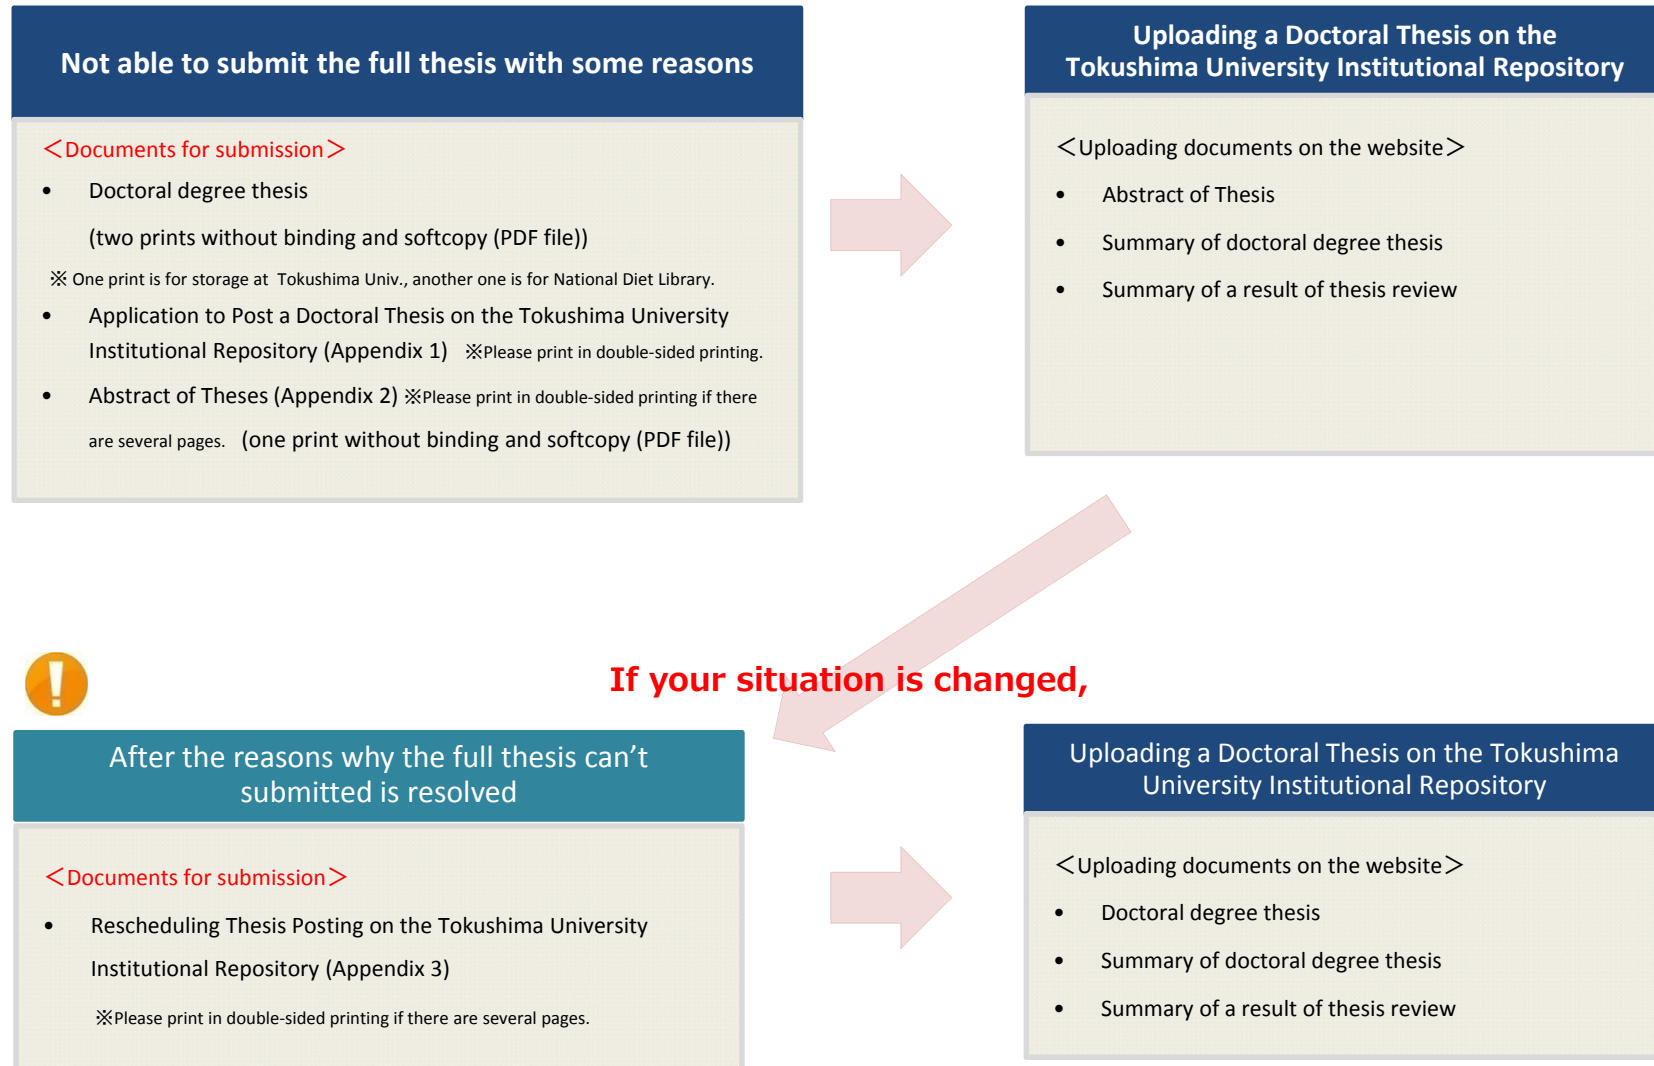 Not able to submit the full thesis with some reasons
＜Documents for submission＞
• Doctoral degree thesis
(two prints without binding and softcopy (PDF file))
※ One print is for storage at Tokushima Univ., another one is for National Diet Library.
• Application to Post a Doctoral Thesis on the Tokushima University
Institutional Repository (Appendix 1) ※Please print in double-sided printing.
• Abstract of Theses (Appendix 2) ※Please print in double-sided printing if there
are several pages. (one print without binding and softcopy (PDF file))
Uploading a Doctoral Thesis on the
Tokushima University Institutional Repository
＜Uploading documents on the website＞
• Abstract of Thesis
• Summary of doctoral degree thesis
• Summary of a result of thesis review
If your situation is changed,
After the reasons why the full thesis can’t
submitted is resolved
＜Documents for submission＞
• Rescheduling Thesis Posting on the Tokushima University
Institutional Repository (Appendix 3)
※Please print in double-sided printing if there are several pages.
Uploading a Doctoral Thesis on the Tokushima
University Institutional Repository
＜Uploading documents on the website＞
• Doctoral degree thesis
• Summary of doctoral degree thesis
• Summary of a result of thesis review